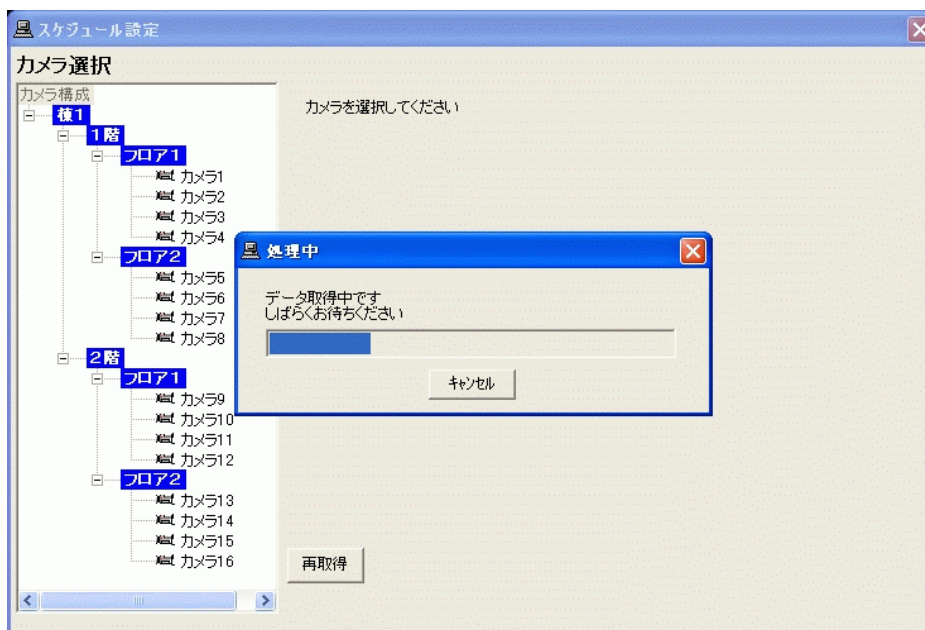 スケジュール設定
カメラ選択
カメラ構成
棟1
1階
フロア1
カメラ1
カメラ2
カメラ3
カメラ4
フロア2
カメラ5
カメラ6
カメラ7
カメラ8
2階
フロア1
カメラ9
カメラ10
カメラ11
カメラ12
フロア2
カメラ13
カメラ14
カメラ15
カメラ16
カメラを選択してください
処理中
データ取得中です
しばらくお待ちください
キャンセル
再取得